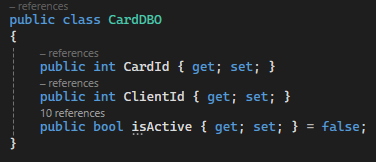 – references
public class CardDBO
{
– references
public int CardId { get; set; }
– references
public int ClientId { get; set; }
10 references
public bool isActive { get; set; } = false;
}